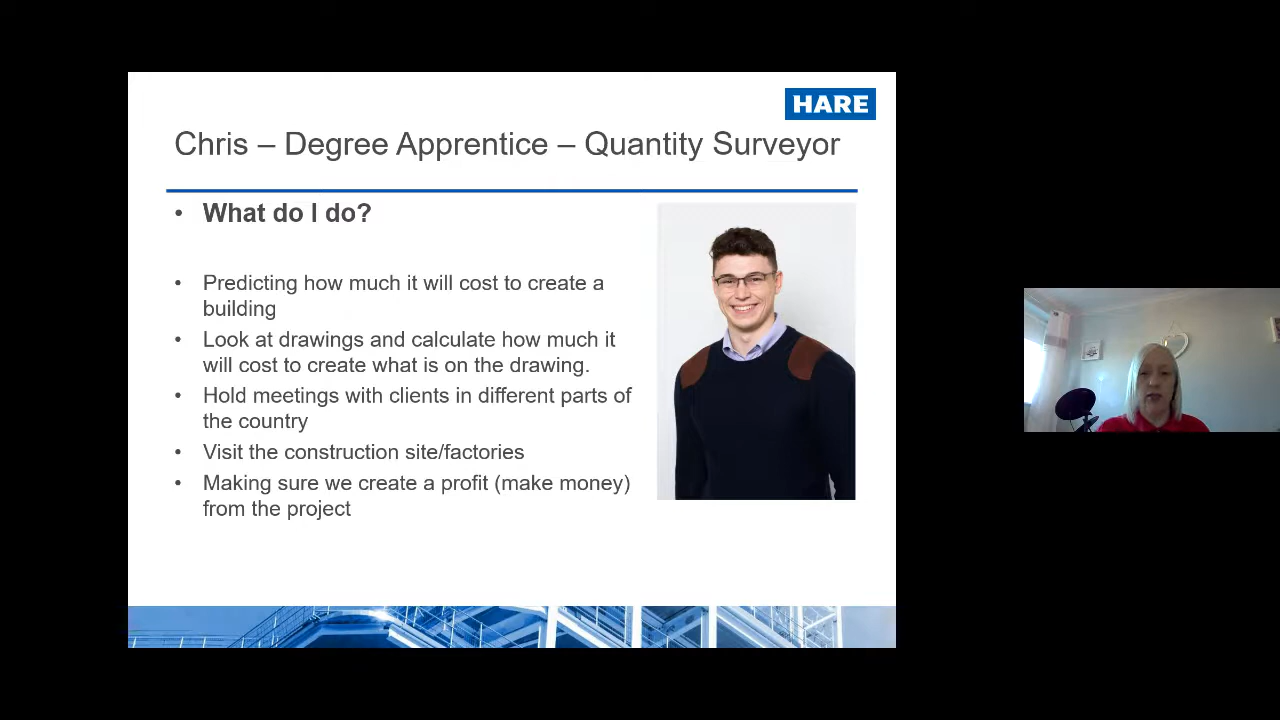 HARE
Chris – Degree Apprentice – Quantity Surveyor
• What do I do?
• Predicting how much it will cost to create a
building
• Look at drawings and calculate how much it
will cost to create what is on the drawing.
• Hold meetings with clients in different parts of
the country
• Visit the construction site/factories
• Making sure we create a profit (make money)
from the project